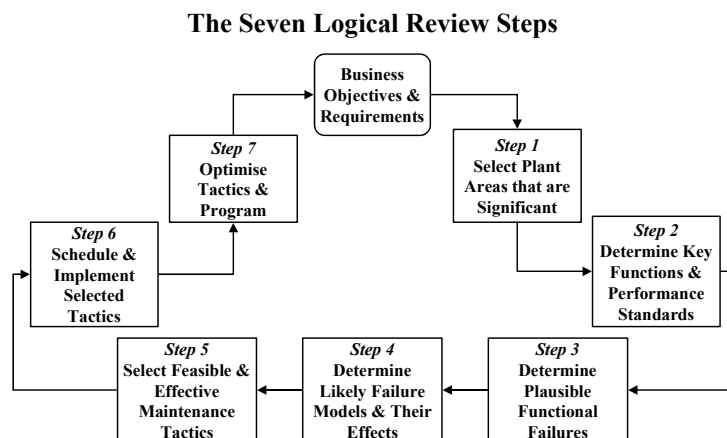 The Seven Logical Review Steps
Business
Objectives &
Requirements
Step 1
Select Plant
Areas that are
Significant
Step 2
Determine Key
Functions &
Performance
Standards
Step 3
Determine
Plausible
Functional
Failures
Step 4
Determine
Likely Failure
Models & Their
Effects
Step 5
Select Feasible &
Effective
Maintenance
Tactics
Step 6
Schedule &
Implement
Selected
Tactics
Step 7
Optimise
Tactics &
Program